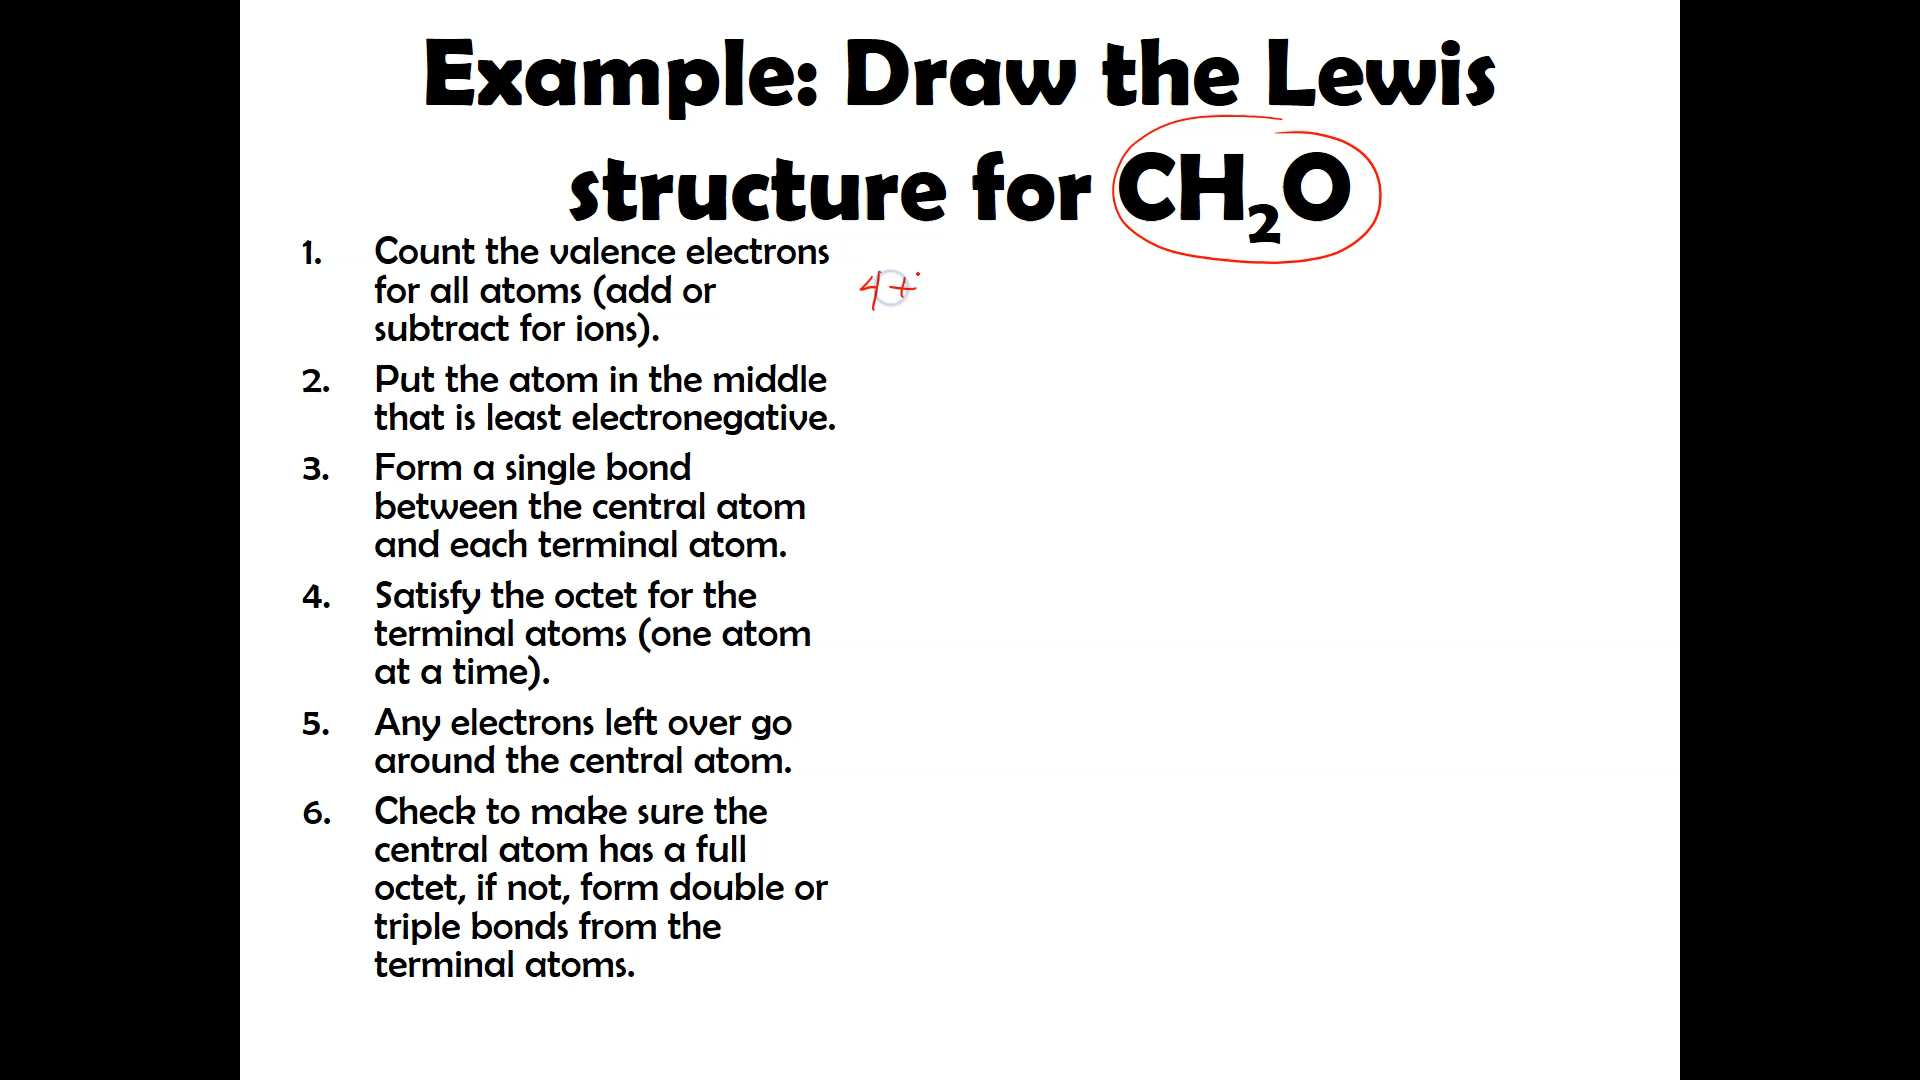 Example: Draw the Lewis
structure for CH₂O
1. Count the valence electrons
for all atoms (add or
subtract for ions).
4+
2. Put the atom in the middle
that is least electronegative.
3. Form a single bond
between the central atom
and each terminal atom.
4. Satisfy the octet for the
terminal atoms (one atom
at a time).
5. Any electrons left over go
around the central atom.
6. Check to make sure the
central atom has a full
octet, if not, form double or
triple bonds from the
terminal atoms.